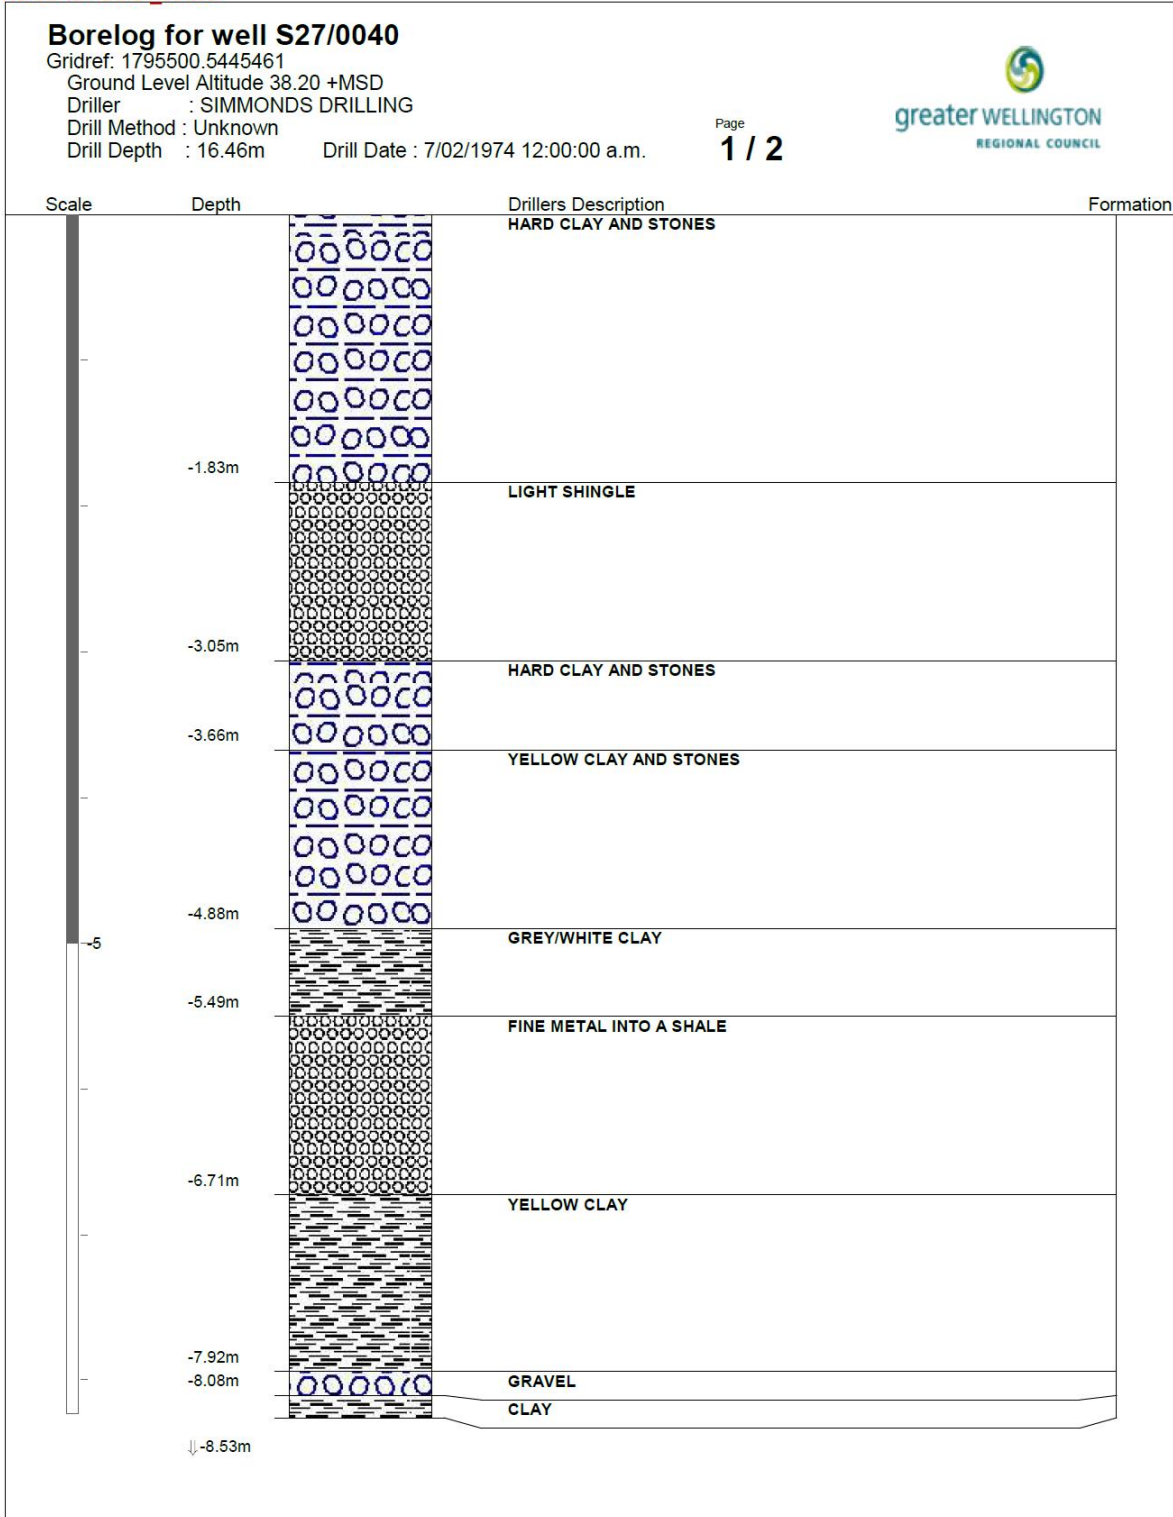 Borelog for well S27/0040
Gridref: 1795500.5445461
Ground Level Altitude 38.20 +MSD
Driller : SIMMONDS DRILLING
Drill Method : Unknown
Drill Depth : 16.46m Drill Date : 7/02/1974 12:00:00 a.m.
Page
1 / 2
greater WELLINGTON
REGIONAL COUNCIL
Scale Depth Drillers Description Formation
HARD CLAY AND STONES
-1.83m
LIGHT SHINGLE
-3.05m
HARD CLAY AND STONES
-3.66m
YELLOW CLAY AND STONES
-4.88m
-5
GREY/WHITE CLAY
-5.49m
FINE METAL INTO A SHALE
-6.71m
YELLOW CLAY
-7.92m
-8.08m
GRAVEL
CLAY
⇓-8.53m